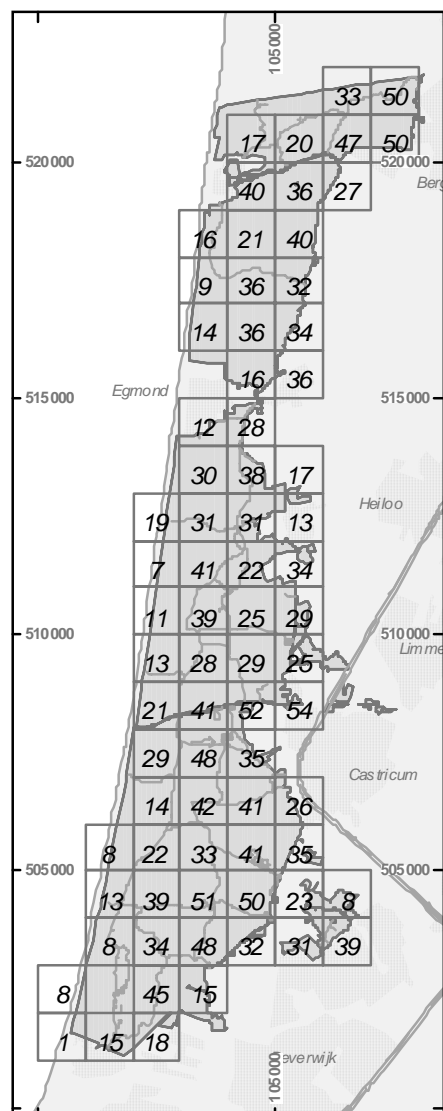 105000
33 50
17 20 47 50
520000 520000
40 36 27
Berg
16 21 40
9 36 32
14 36 34
16 36
Egmond
515000 515000
12 28
30 38 17
Heiloo
19 31 31 13
7 41 22 34
11 39 25 29
510000 510000
Limme
13 28 29 25
21 41 52 54
29 48 35
Castricum
14 42 41 26
8 22 33 41 35
505000 505000
13 39 51 50 23 8
8 34 48 32 31 39
8 45 15
1 15 18
everwijk
105000